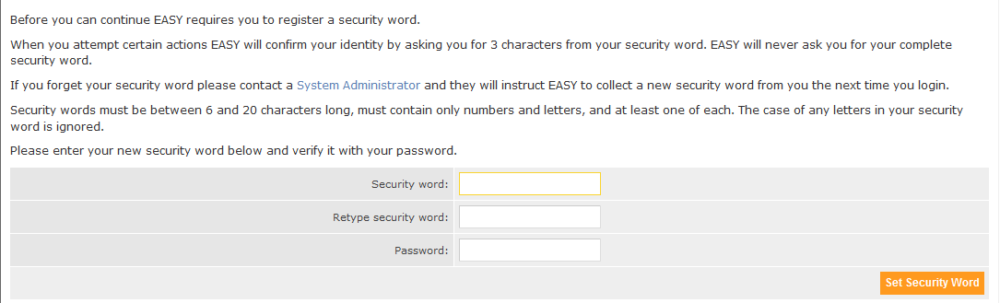 Before you can continue EASY requires you to register a security word.
When you attempt certain actions EASY will confirm your identity by asking you for 3 characters from your security word. EASY will never ask you for your complete
security word.
If you forget your security word please contact a System Administrator and they will instruct EASY to collect a new security word from you the next time you login.
Security words must be between 6 and 20 characters long, must contain only numbers and letters, and at least one of each. The case of any letters in your security
word is ignored.
Please enter your new security word below and verify it with your password.
Security word:
Retype security word:
Password:
Set Security Word